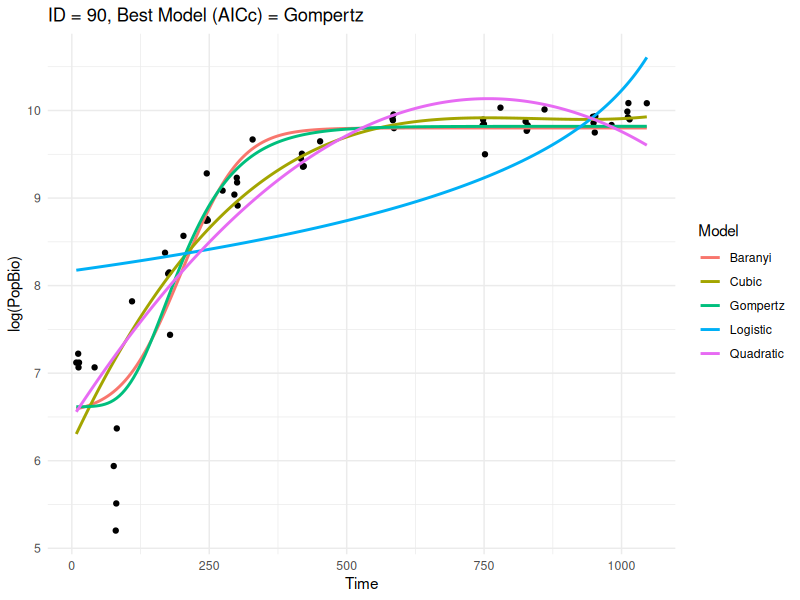 ID = 90, Best Model (AICc) = Gompertz
10
9
8
7
6
5
log(PopBio)
0
250
500
750
1000
Time
Model
Baranyi
Cubic
Gompertz
Logistic
Quadratic